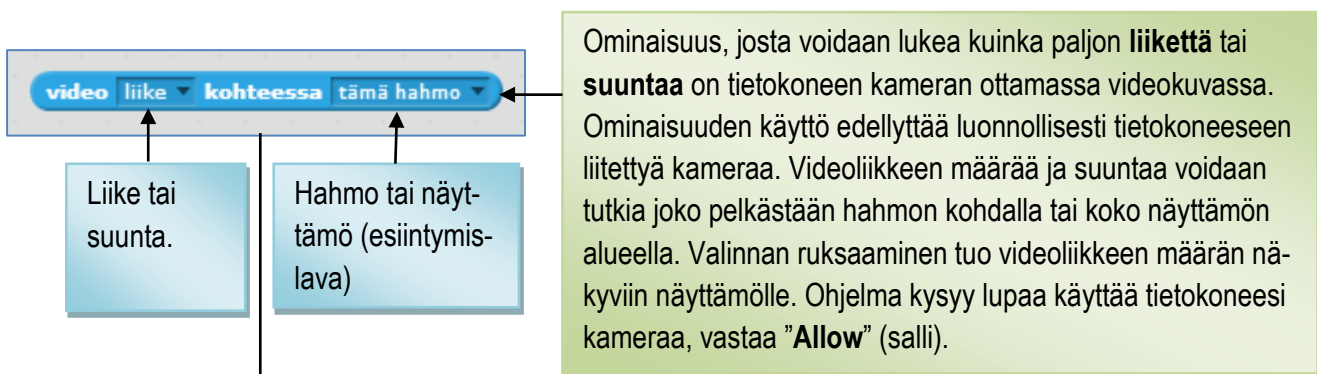 video liike kohteessa tämä hahmo
Liike tai
suunta.
Hahmo tai näyt-
tämö (esiintymis-
lava)
Ominaisuus, josta voidaan lukea kuinka paljon liikettä tai
suuntaa on tietokoneen kameran ottamassa videokuvassa.
Ominaisuuden käyttö edellyttää luonnollisesti tietokoneeseen
liitettyä kameraa. Videoliikkeen määrää ja suuntaa voidaan
tutkia joko pelkästään hahmon kohdalla tai koko näyttämön
alueella. Valinnan ruksaaminen tuo videoliikkeen määrän nä-
kyviin näyttämölle. Ohjelma kysyy lupaa käyttää tietokoneesi
kameraa, vastaa ”Allow” (salli).